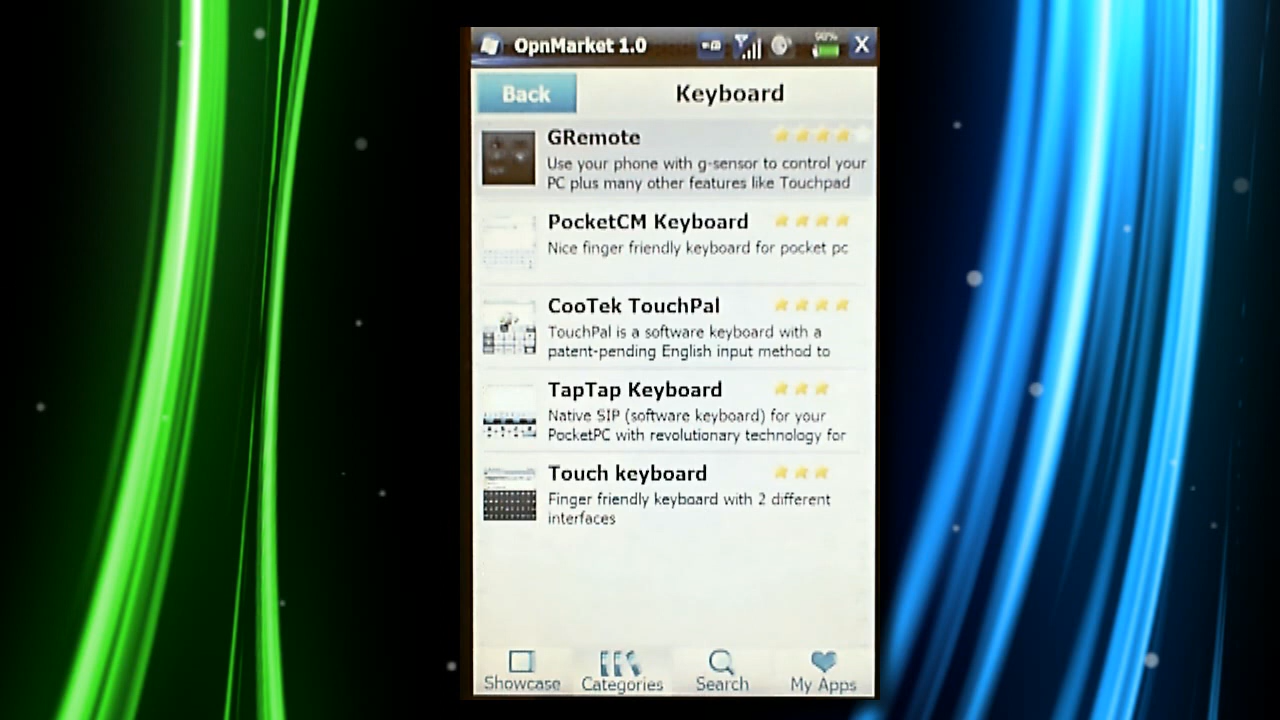 OpnMarket 1.0
98%
X
Back
Keyboard
GRemote
Use your phone with g-sensor to control your
PC plus many other features like Touchpad
PocketCM Keyboard
Nice finger friendly keyboard for pocket pc
CooTek TouchPal
TouchPal is a software keyboard with a
patent-pending English input method to
TapTap Keyboard
Native SIP (software keyboard) for your
PocketPC with revolutionary technology for
Touch keyboard
Finger friendly keyboard with 2 different
interfaces
Showcase
Categories
Search
My Apps